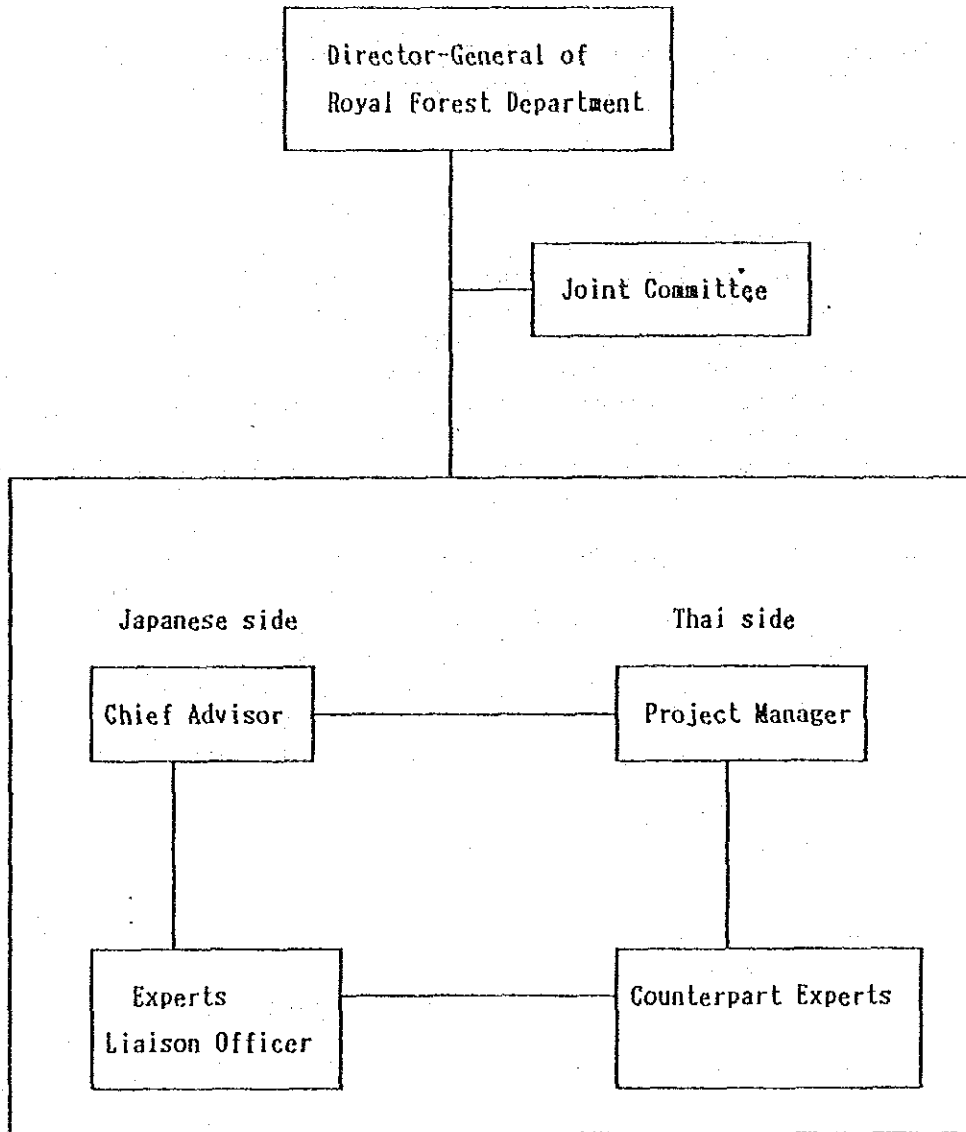 Director-General of
Royal Forest Department
Joint Committee
Japanese side
Thai side
Chief Advisor
Project Manager
Experts
Liaison Officer
Counterpart Experts